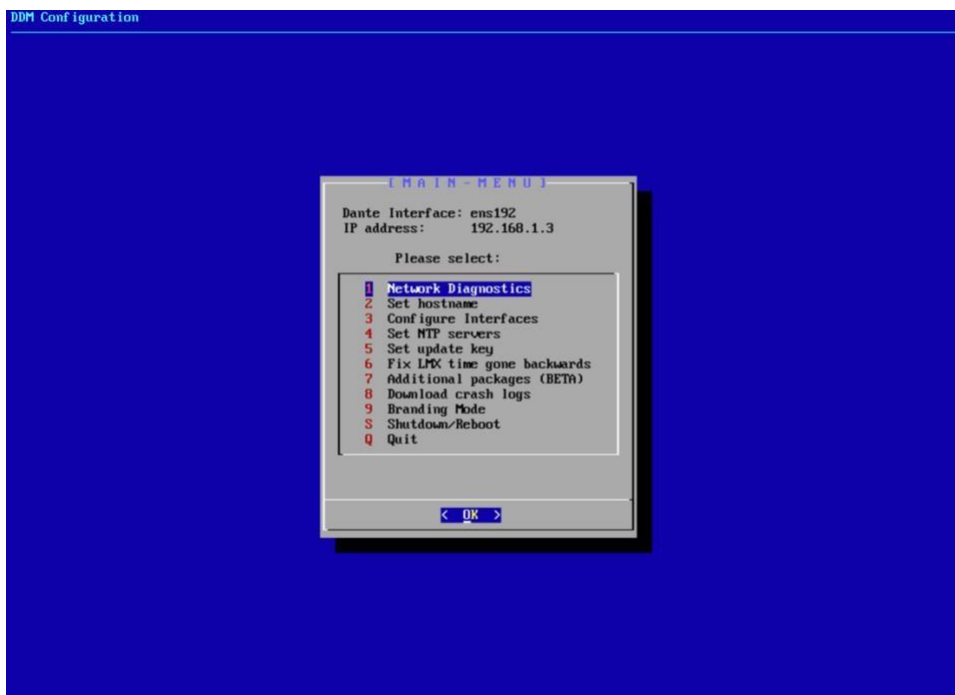 DDM Configuration
[MAIN-MENU]
Dante Interface: ens192
IP address: 192.168.1.3
Please select:
1 Network Diagnostics
2 Set hostname
3 Configure Interfaces
4 Set NTP servers
5 Set update key
6 Fix LMX time gone backwards
7 Additional packages (BETA)
8 Download crash logs
9 Branding Mode
S Shutdown/Reboot
Q Quit
< OK >